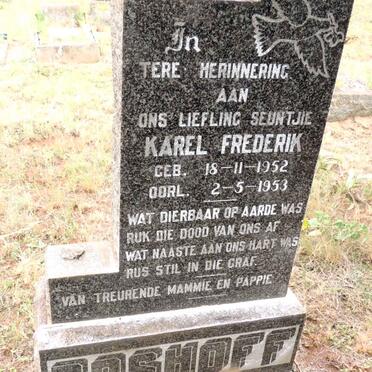 In
TERE HERINNERING
AAN
ONS LIEFLING SEUNTJIE
KAREL FREDERIK
GEB. 18-11-1952
OORL. 2-5-1953
WAT DIERBAAR OP AARDE WAS
RUK DIE DOOD VAN ONS AF
WAT NAASTE AAN ONS HART WAS
RUS STIL IN DIE GRAF.
VAN TREURENDE MAMMIE EN PAPPIE
BOSHOFF